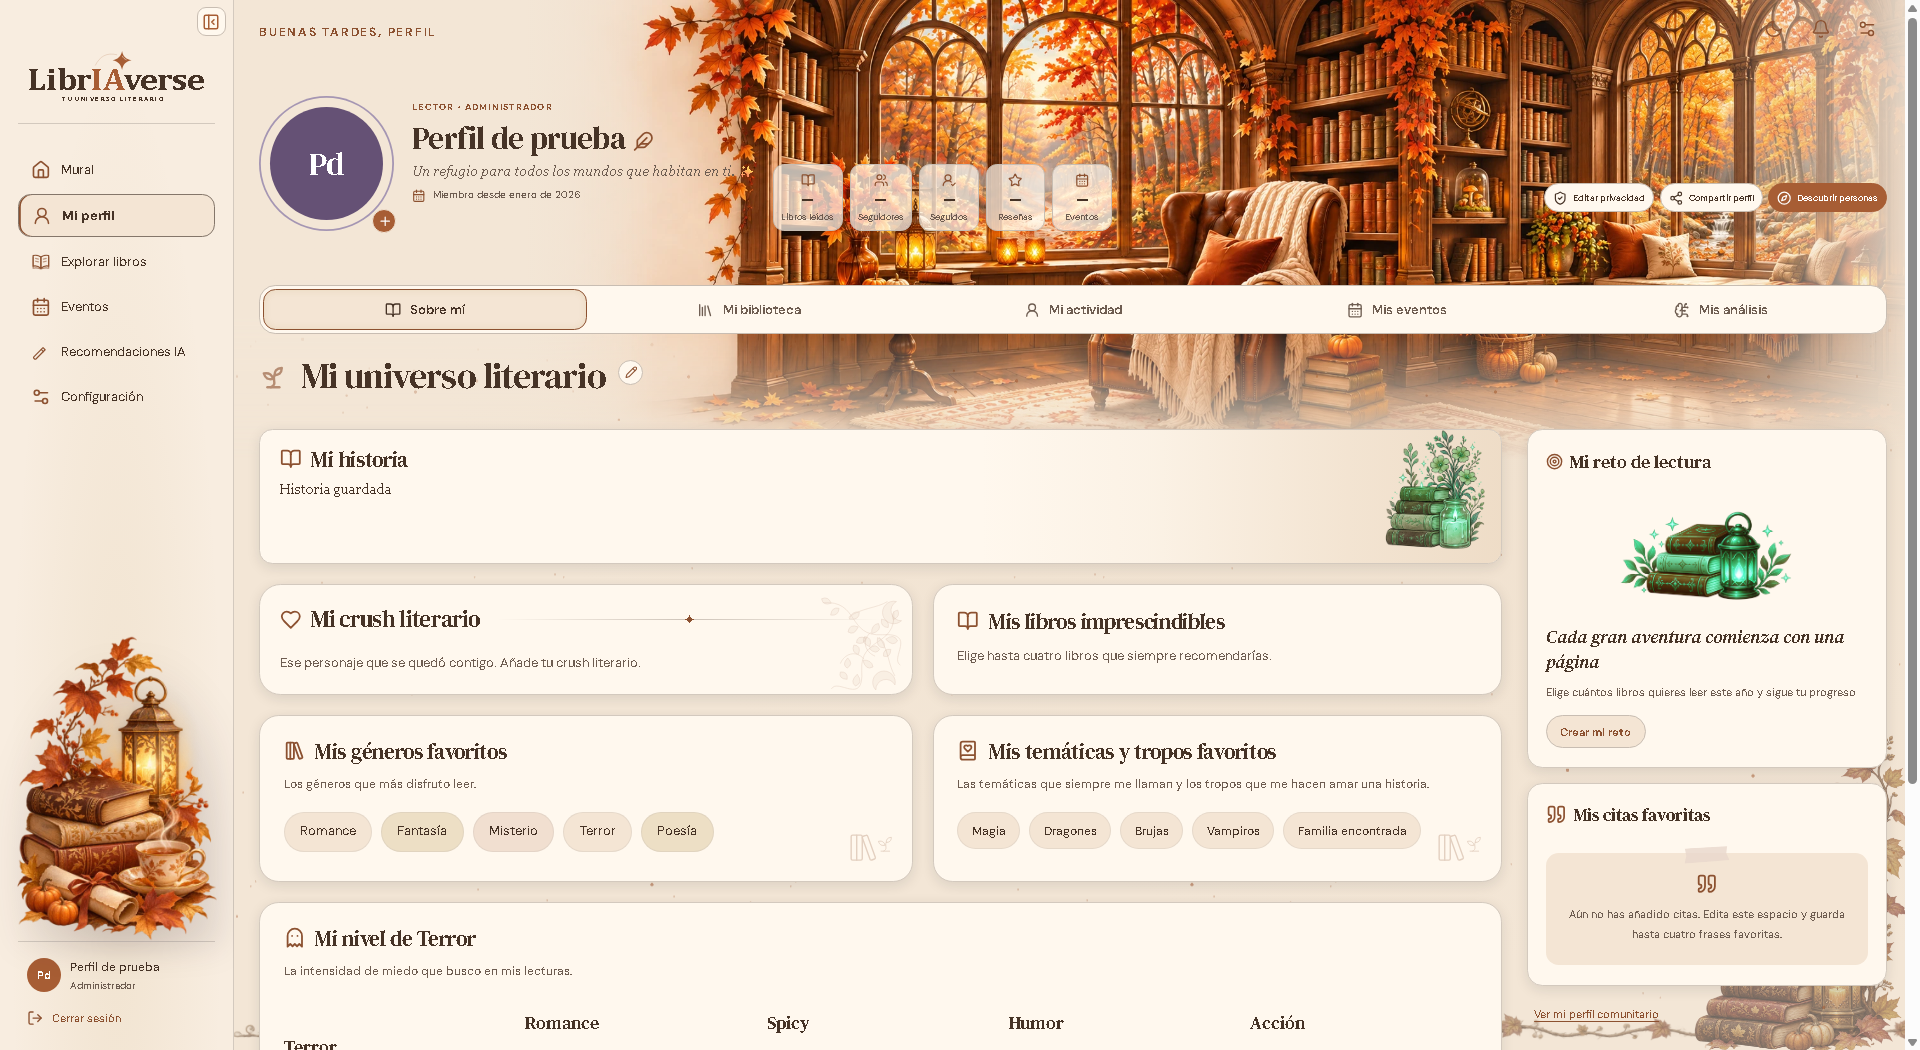 BUENAS TARDES, PERFIL
LibrIAverse
TU UNIVERSO LITERARIO
Mural
Mi perfil
Explorar libros
Eventos
Recomendaciones IA
Configuración
Pd
Perfil de prueba
Administrador
Cerrar sesión
Pd
LECTOR · ADMINISTRADOR
Perfil de prueba
Un refugio para todos los mundos que habitan en ti.
Miembro desde enero de 2026
Libros leídos
Seguidores
Seguidos
Reseñas
Eventos
Editar privacidad
Compartir perfil
Descubrir personas
Sobre mí
Mi biblioteca
Mi actividad
Mis eventos
Mis análisis
Mi universo literario
Mi historia
Historia guardada
Mi crush literario
Ese personaje que se quedó contigo. Añade tu crush literario.
Mis libros imprescindibles
Elige hasta cuatro libros que siempre recomendarías.
Mis géneros favoritos
Los géneros que más disfruto leer.
Romance
Fantasía
Misterio
Terror
Poesía
Mis temáticas y tropos favoritos
Las temáticas que siempre me llaman y los tropos que me hacen amar una historia.
Magia
Dragones
Brujas
Vampiros
Familia encontrada
Mi nivel de Terror
La intensidad de miedo que busco en mis lecturas.
Romance
Spicy
Humor
Acción
Terror
Mi reto de lectura
Cada gran aventura comienza con una
página
Elige cuántos libros quieres leer este año y sigue tu progreso
Crear mi reto
Mis citas favoritas
Aún no has añadido citas. Edita este espacio y guarda
hasta cuatro frases favoritas.
Ver mi perfil comunitario